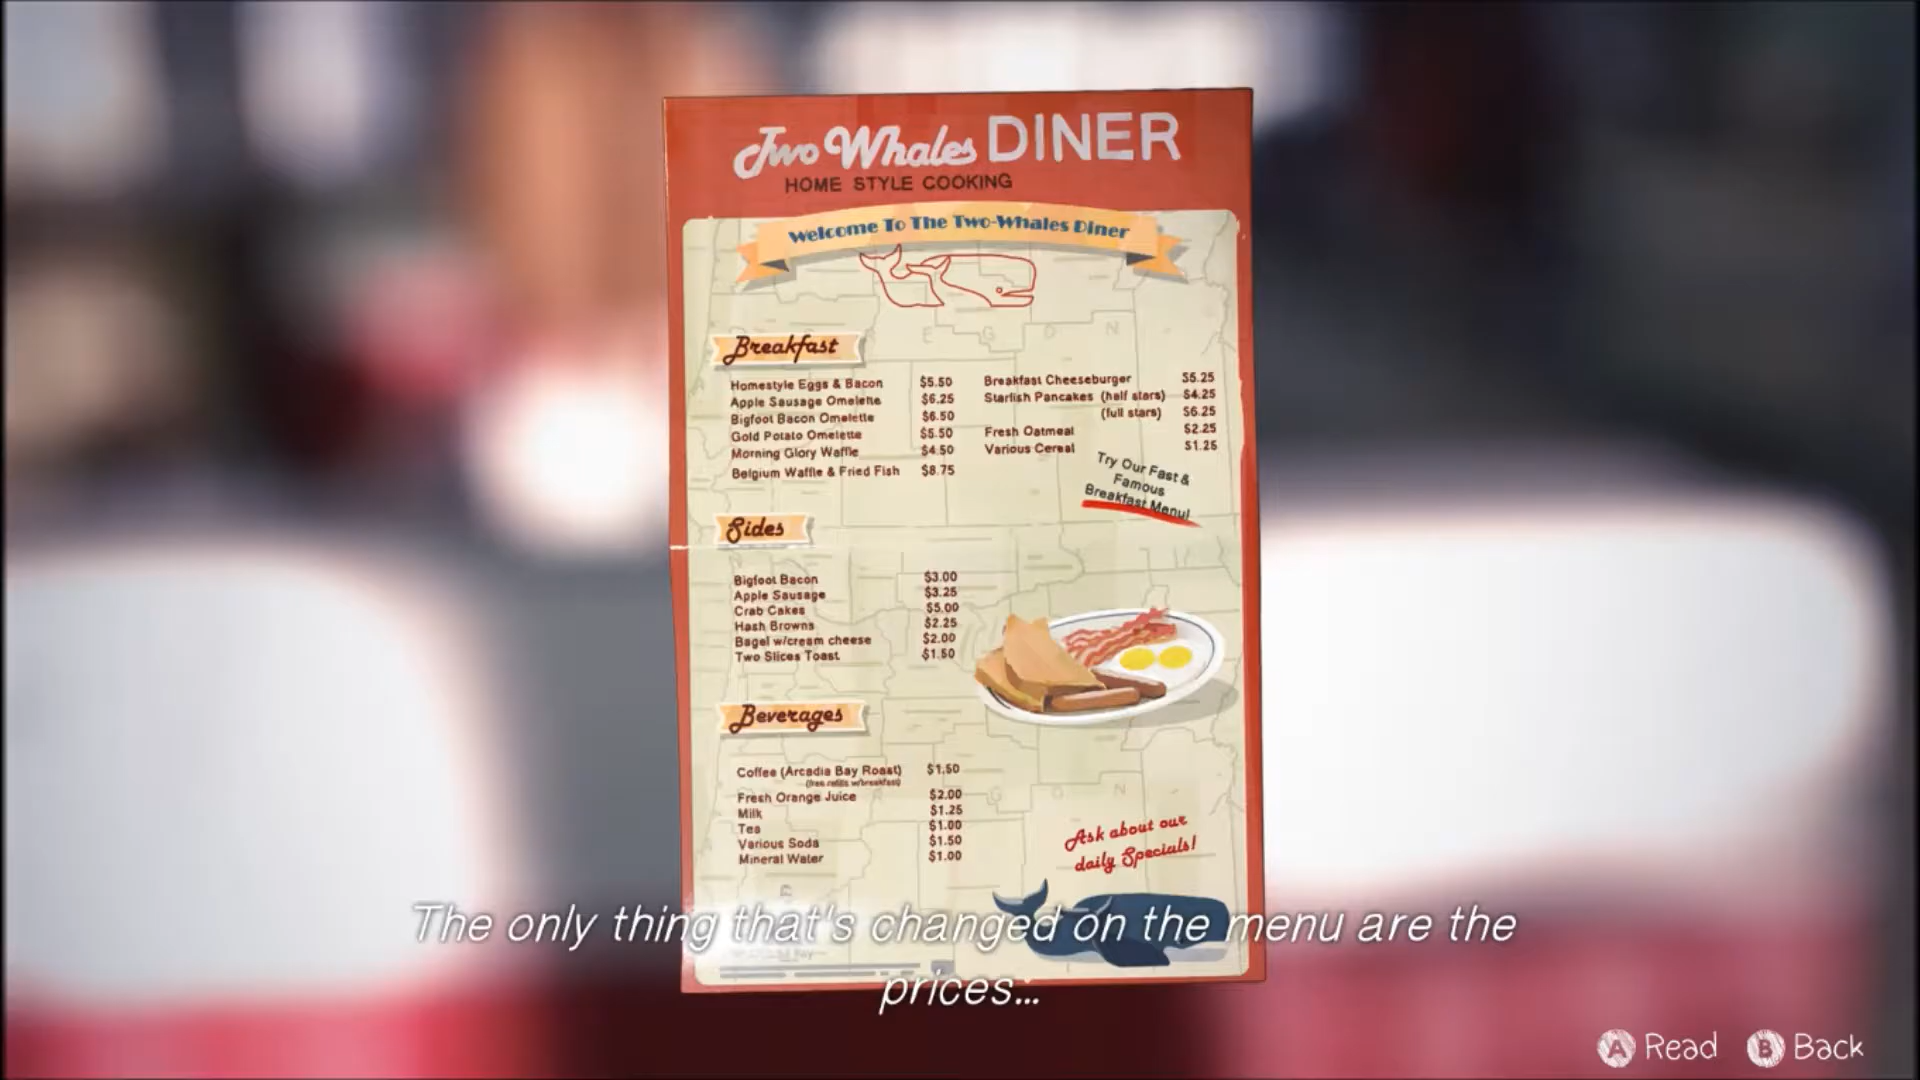 Two Whales DINER
HOME STYLE COOKING
Welcome To The Two-Whales Diner
E G O N
Breakfast
Homestyle Eggs & Bacon $5.50
Apple Sausage Omelette $6.25
Bigfoot Bacon Omelette $6.50
Gold Potato Omelette $5.50
Morning Glory Waffle $4.50
Belgium Waffle & Fried Fish $8.75
Breakfast Cheeseburger $5.25
Starfish Pancakes (half stars) $4.25
(full stars) $6.25
Fresh Oatmeal $2.25
Various Cereal $1.25
Try Our Fast &
Famous
Breakfast Menu!
Sides
Bigfoot Bacon $3.00
Apple Sausage $3.25
Crab Cakes $5.00
Hash Browns $2.25
Bagel w/cream cheese $2.00
Two Slices Toast $1.50
Beverages
Coffee (Arcadia Bay Roast) $1.50
(free refills w/breakfast)
Fresh Orange Juice $2.00
Milk $1.25
Tea $1.00
Various Soda $1.50
Mineral Water $1.00
G O N
Ask about our
daily Specials!
The only thing that's changed on the menu are the
prices...
A Read B Back